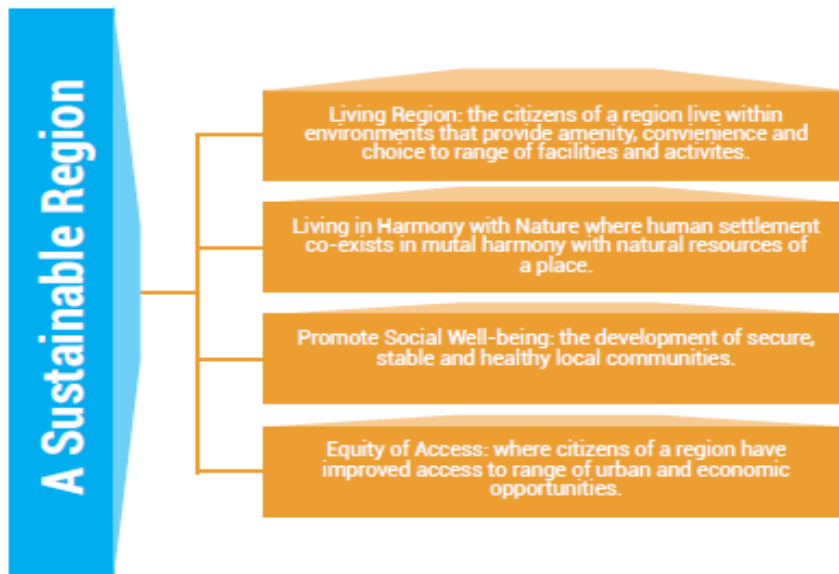 A Sustainable Region
Living Region: the citizens of a region live within
environments that provide amenity, convienience and
choice to range of facilities and activites.
Living in Harmony with Nature where human settlement
co-exists in mutal harmony with natural resources of
a place.
Promote Social Well-being: the development of secure,
stable and healthy local communities.
Equity of Access: where citizens of a region have
improved access to range of urban and economic
opportunities.